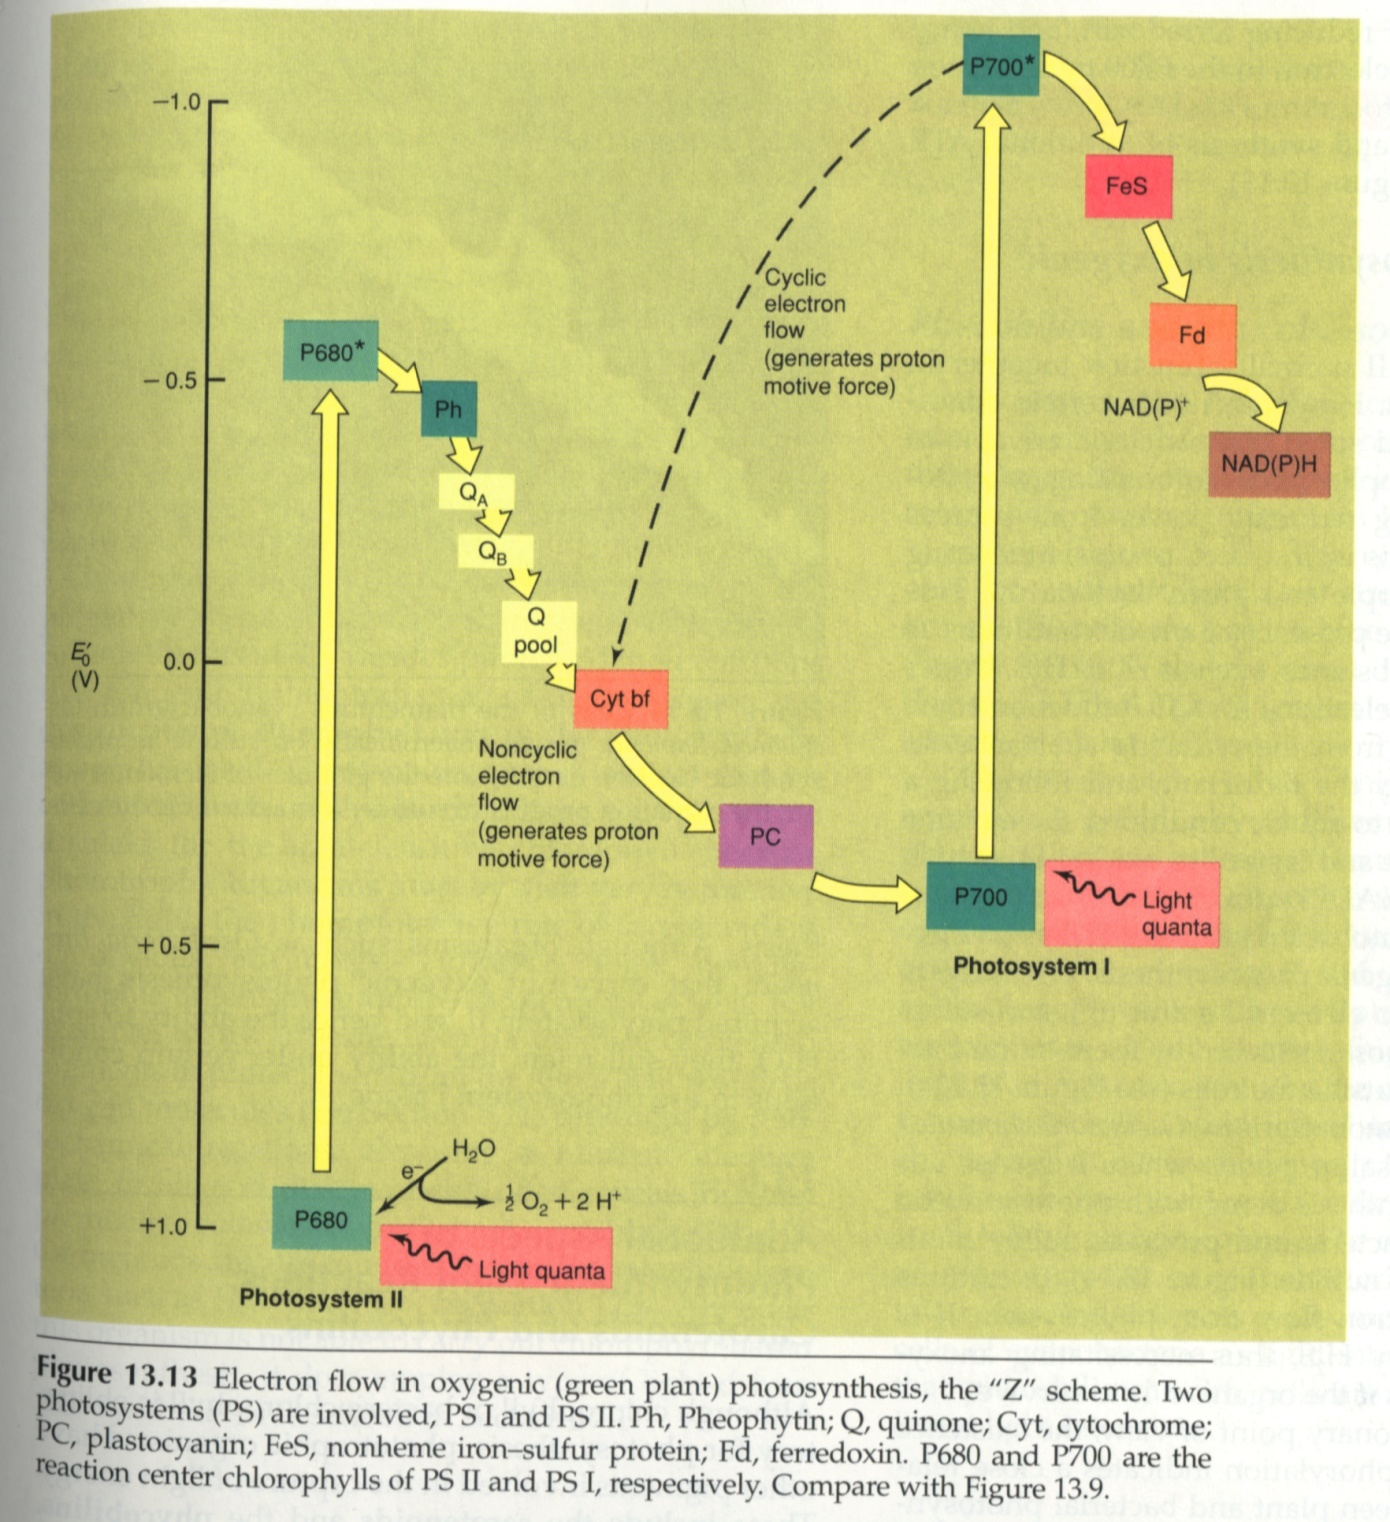 P700*
−1.0
FeS
Cyclic
electron
flow
(generates proton
motive force)
Fd
P680*
−0.5
Ph
NAD(P)⁺
NAD(P)H
Q_A
Q_B
Q
pool
E₀′
(V)
0.0
Cyt bf
Noncyclic
electron
flow
(generates proton
motive force)
PC
P700
Light
quanta
+0.5
Photosystem I
H₂O
e⁻
½ O₂ + 2 H⁺
P680
+1.0
Light quanta
Photosystem II
Figure 13.13 Electron flow in oxygenic (green plant) photosynthesis, the “Z” scheme. Two
photosystems (PS) are involved, PS I and PS II. Ph, Pheophytin; Q, quinone; Cyt, cytochrome;
PC, plastocyanin; FeS, nonheme iron–sulfur protein; Fd, ferredoxin. P680 and P700 are the
reaction center chlorophylls of PS II and PS I, respectively. Compare with Figure 13.9.